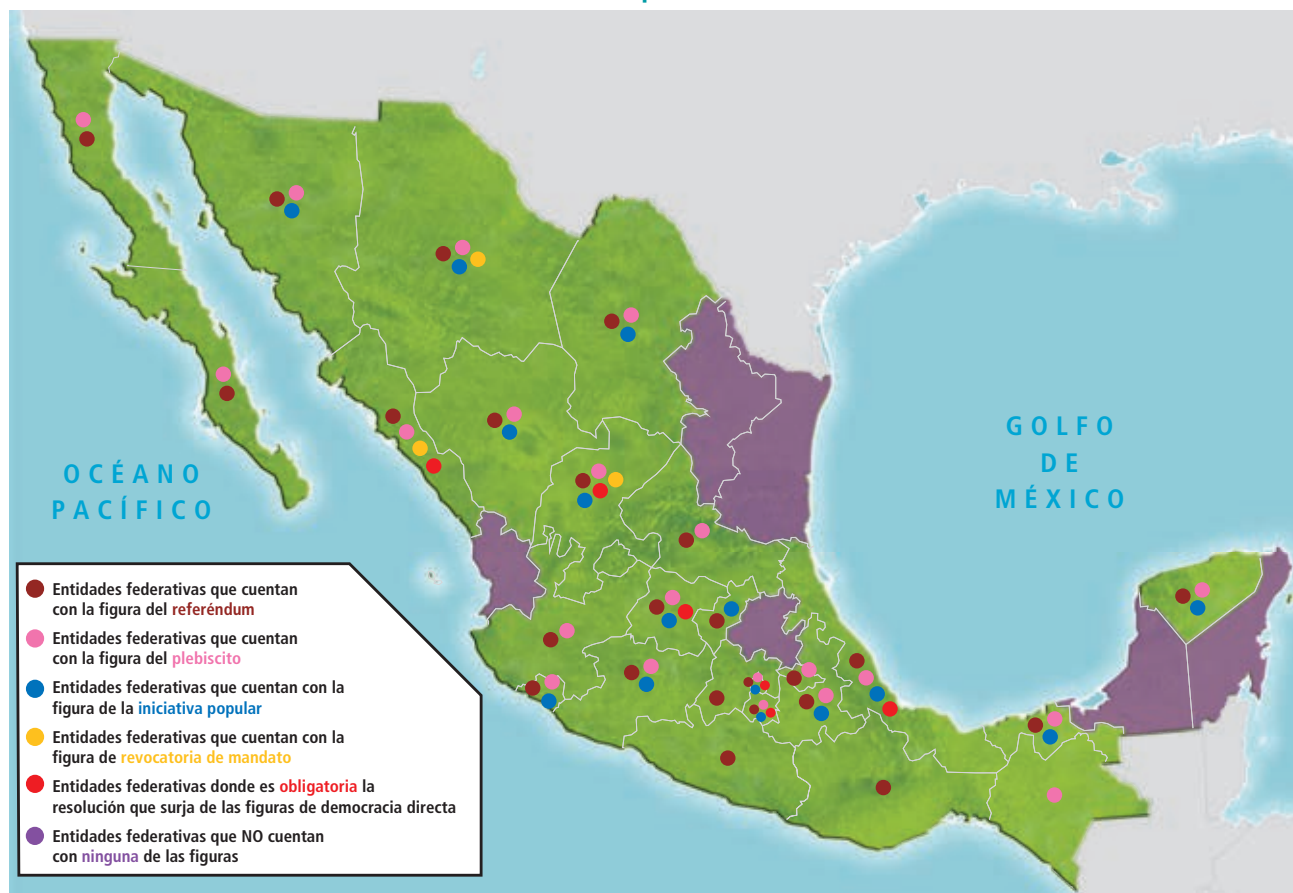 OCÉANO
PACÍFICO
GOLFO
DE
MÉXICO
Entidades federativas que cuentan
con la figura del referéndum
Entidades federativas que cuentan
con la figura del plebiscito
Entidades federativas que cuentan con la
figura de la iniciativa popular
Entidades federativas que cuentan con la
figura de revocatoria de mandato
Entidades federativas donde es obligatoria la
resolución que surja de las figuras de democracia directa
Entidades federativas que NO cuentan
con ninguna de las figuras